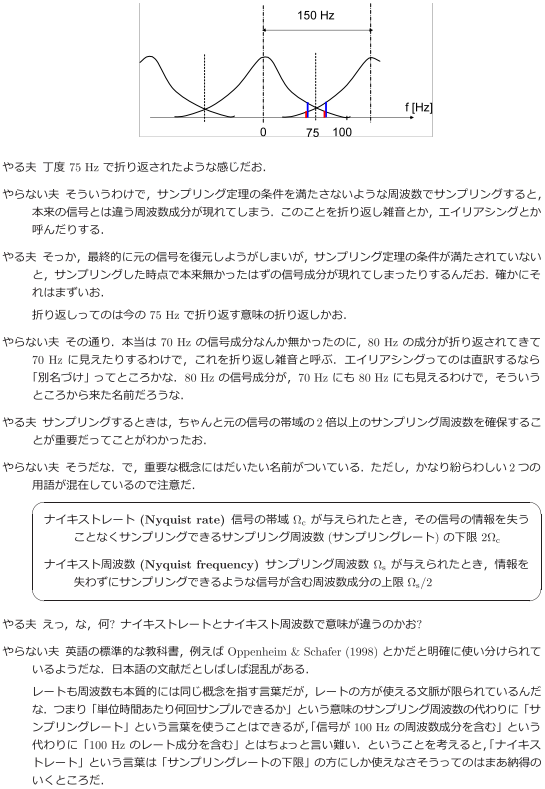 150 Hz
f [Hz]
0 75 100
やる夫 丁度 75 Hz で折り返されたような感じだお．
やらない夫 そういうわけで，サンプリング定理の条件を満たさないような周波数でサンプリングすると，
本来の信号とは違う周波数成分が現れてしまう．このことを折り返し雑音とか，エイリアシングとか
呼んだりする．
やる夫 そっか，最終的に元の信号を復元しようがしまいが，サンプリング定理の条件が満たされていない
と，サンプリングした時点で本来無かったはずの信号成分が現れてしまったりするんだお．確かにそ
れはまずいお．
折り返しってのは今の 75 Hz で折り返す意味の折り返しかお．
やらない夫 その通り．本当は 70 Hz の信号成分なんか無かったのに，80 Hz の成分が折り返されてきて
70 Hz に見えたりするわけで，これを折り返し雑音と呼ぶ．エイリアシングってのは直訳するなら
「別名づけ」ってところかな．80 Hz の信号成分が，70 Hz にも 80 Hz にも見えるわけで，そういう
ところから来た名前だろうな．
やる夫 サンプリングするときは，ちゃんと元の信号の帯域の 2 倍以上のサンプリング周波数を確保するこ
とが重要だってことがわかったお．
やらない夫 そうだな．で，重要な概念にはだいたい名前がついている．ただし，かなり紛らわしい 2 つの
用語が混在しているので注意だ．
ナイキストレート (Nyquist rate) 信号の帯域 Ωc が与えられたとき，その信号の情報を失う
ことなくサンプリングできるサンプリング周波数 (サンプリングレート) の下限 2Ωc
ナイキスト周波数 (Nyquist frequency) サンプリング周波数 Ωs が与えられたとき，情報を
失わずにサンプリングできるような信号が含む周波数成分の上限 Ωs/2
やる夫 えっ，な，何? ナイキストレートとナイキスト周波数で意味が違うのかお?
やらない夫 英語の標準的な教科書，例えば Oppenheim & Schafer (1998) とかだと明確に使い分けられて
いるようだな．日本語の文献だとしばしば混乱がある．
レートも周波数も本質的には同じ概念を指す言葉だが，レートの方が使える文脈が限られているんだ
な．つまり「単位時間あたり何回サンプルできるか」という意味のサンプリング周波数の代わりに「サ
ンプリングレート」という言葉を使うことはできるが，「信号が 100 Hz の周波数成分を含む」という
代わりに「100 Hz のレート成分を含む」とはちょっと言い難い．ということを考えると，「ナイキス
トレート」という言葉は「サンプリングレートの下限」の方にしか使えなさそうってのはまあ納得の
いくところだ．